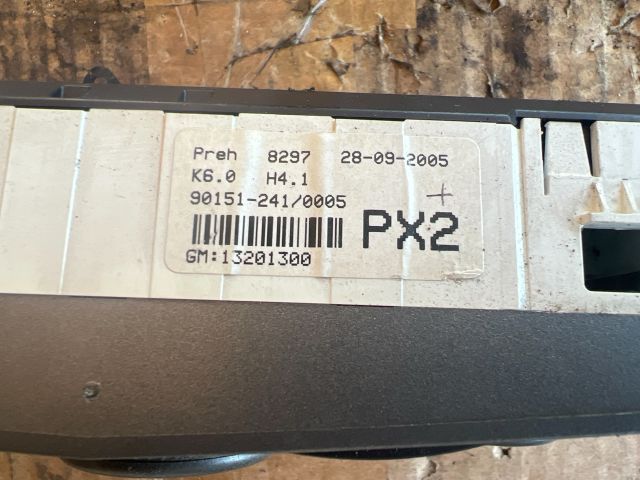 Preh 8297 28-09-2005
K6.0 H4.1
90151-241/0005
PX2
GM:13201300